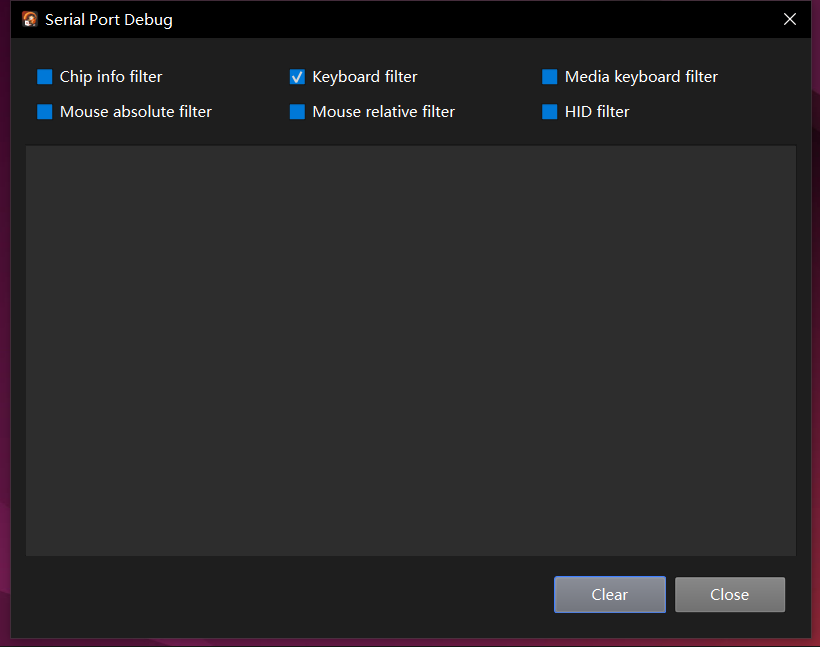 Serial Port Debug
Chip info filter Keyboard filter Media keyboard filter
Mouse absolute filter Mouse relative filter HID filter
Clear Close